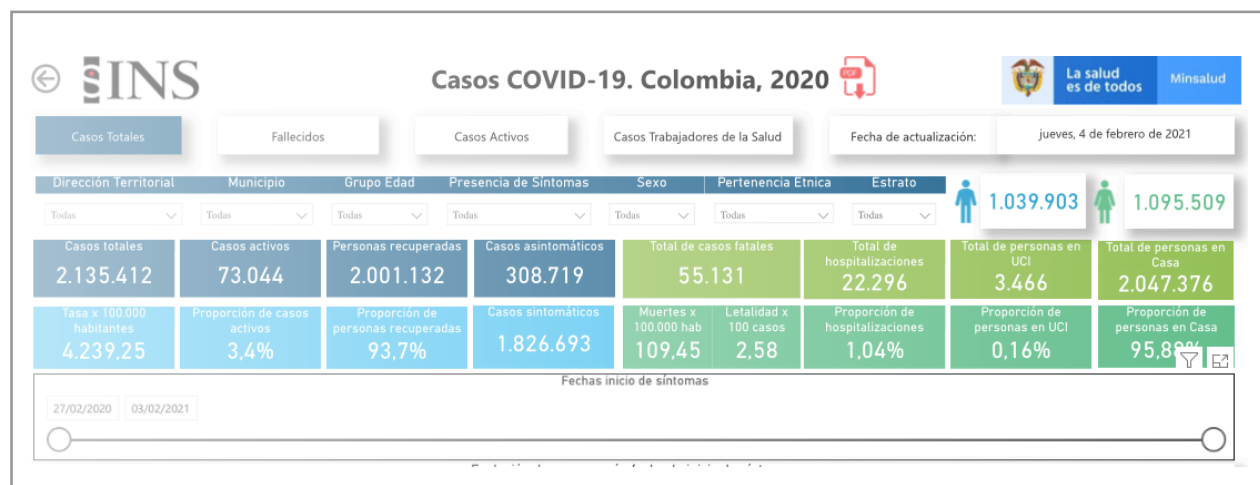 INS
Casos COVID-19. Colombia, 2020
PDF
La salud
es de todos
Minsalud
Casos Totales
Fallecidos
Casos Activos
Casos Trabajadores de la Salud
Fecha de actualización:
jueves, 4 de febrero de 2021
Dirección Territorial
Municipio
Grupo Edad
Presencia de Síntomas
Sexo
Pertenencia Etnica
Estrato
Todas
Todas
Todas
Todas
Todas
Todas
Todas
1.039.903
1.095.509
Casos totales
2.135.412
Casos activos
73.044
Personas recuperadas
2.001.132
Casos asintomáticos
308.719
Total de casos fatales
55.131
Total de
hospitalizaciones
22.296
Total de personas en
UCI
3.466
Total de personas en
Casa
2.047.376
Tasa x 100.000
habitantes
4.239,25
Proporción de casos
activos
3,4%
Proporción de
personas recuperadas
93,7%
Casos sintomáticos
1.826.693
Muertes x
100.000 hab
109,45
Letalidad x
100 casos
2,58
Proporción de
hospitalizaciones
1,04%
Proporción de
personas en UCI
0,16%
Proporción de
personas en Casa
95,88%
Fechas inicio de síntomas
27/02/2020
03/02/2021